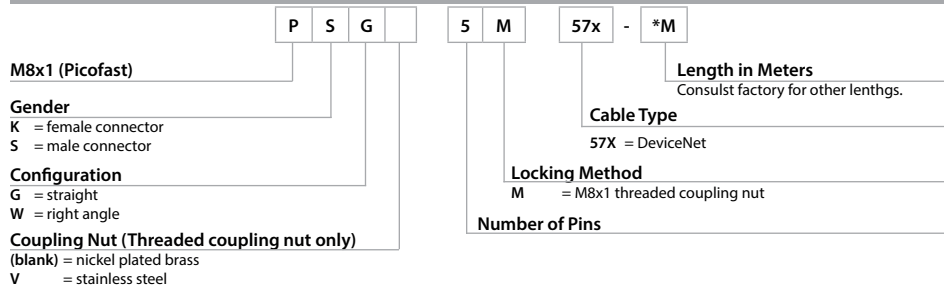 P S G 5 M 57x - *M
M8x1 (Picofast)
Gender
K = female connector
S = male connector
Configuration
G = straight
W = right angle
Coupling Nut (Threaded coupling nut only)
(blank) = nickel plated brass
V = stainless steel
Length in Meters
Consulst factory for other lenthgs.
Cable Type
57X = DeviceNet
Locking Method
M = M8x1 threaded coupling nut
Number of Pins